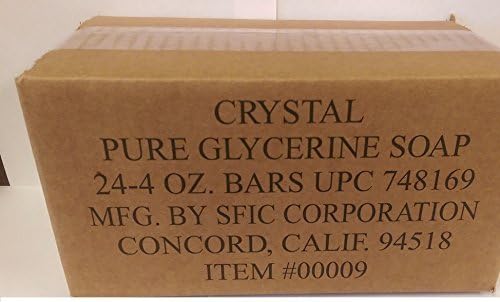 CRYSTAL
PURE GLYCERINE SOAP
24-4 OZ. BARS UPC 748169
MFG. BY SFIC CORPORATION
CONCORD, CALIF. 94518
ITEM #00009